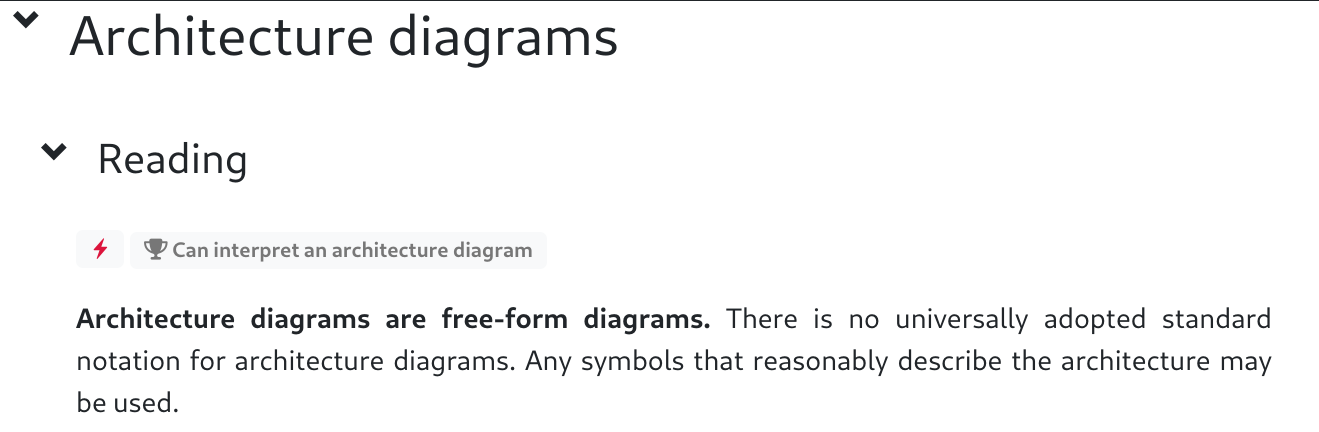 Architecture diagrams
Reading
Can interpret an architecture diagram
Architecture diagrams are free-form diagrams. There is no universally adopted standard
notation for architecture diagrams. Any symbols that reasonably describe the architecture may
be used.